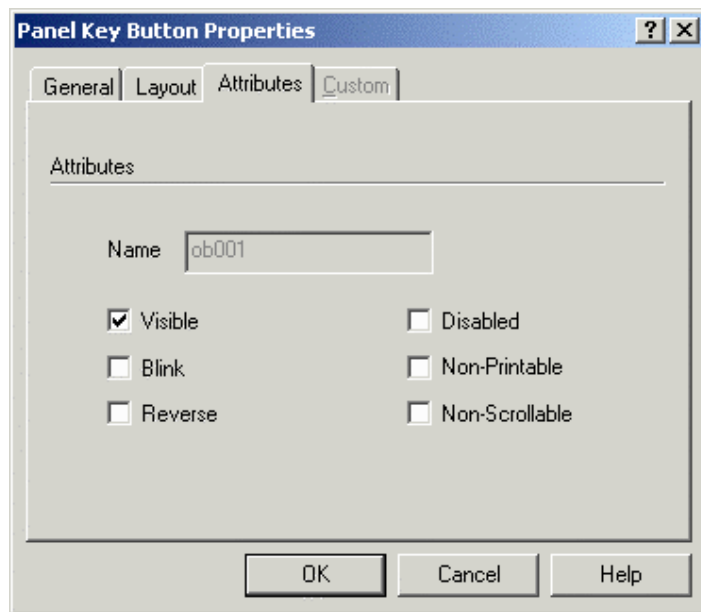 Panel Key Button Properties
General Layout Attributes Custom
Attributes
Name ob001
Visible Disabled
Blink Non-Printable
Reverse Non-Scrollable
OK Cancel Help